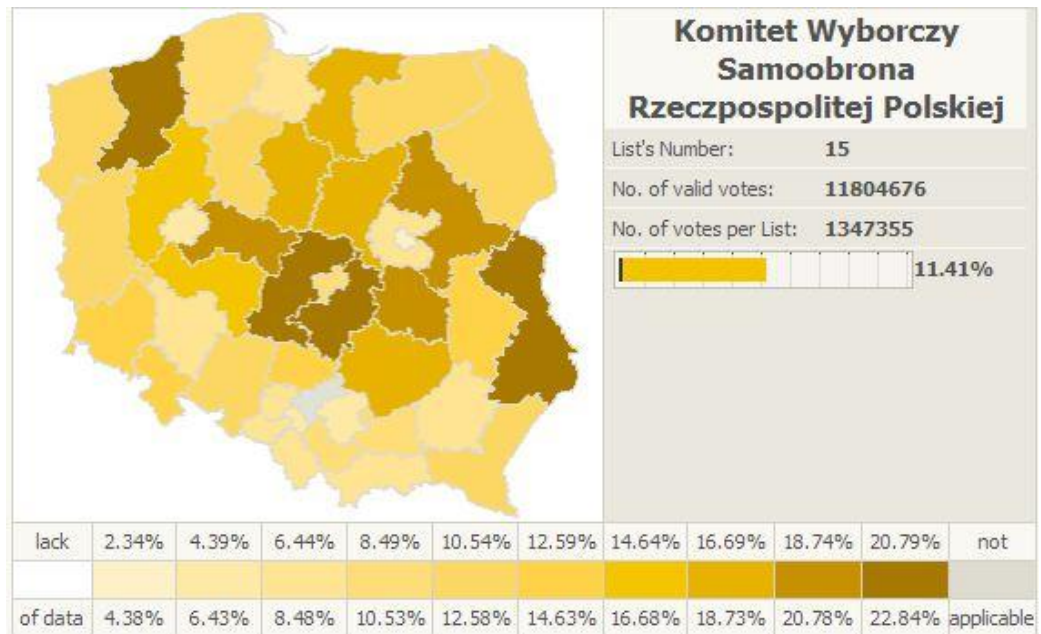 Komitet Wyborczy
Samoobrona
Rzeczpospolitej Polskiej
List's Number: 15
No. of valid votes: 11804676
No. of votes per List: 1347355
11.41%
lack 2.34% 4.39% 6.44% 8.49% 10.54% 12.59% 14.64% 16.69% 18.74% 20.79% not
of data 4.38% 6.43% 8.48% 10.53% 12.58% 14.63% 16.68% 18.73% 20.78% 22.84% applicable